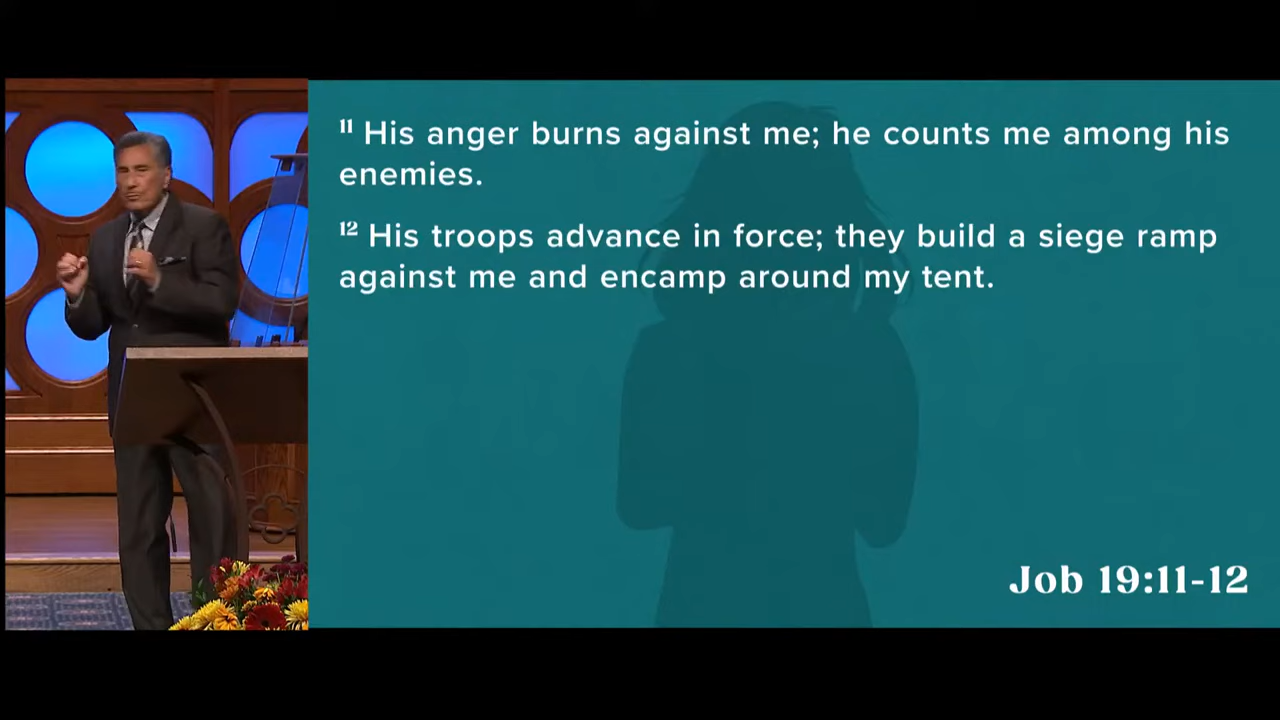 11 His anger burns against me; he counts me among his
enemies.
12 His troops advance in force; they build a siege ramp
against me and encamp around my tent.
Job 19:11-12